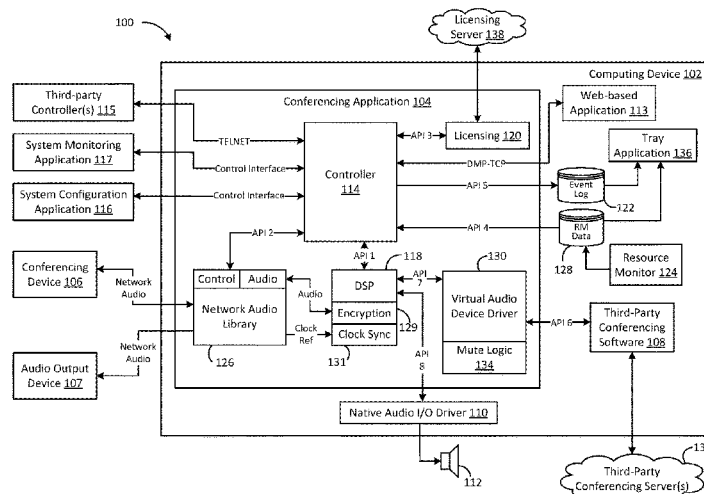 100
Licensing
Server 138
Computing Device 102
Third-party
Controller(s) 115
Conferencing Application 104
Web-based
Application 113
TELNET
API 3
Licensing 120
System Monitoring
Application 117
DMP-TCP
Tray
Application 136
Control Interface
Controller
114
API 5
Event
Log
122
System Configuration
Application 116
Control Interface
API 4
RM
Data
128
API 2
API 1
118
130
Resource
Monitor 124
Conferencing
Device 106
Network
Audio
Control
Audio
Network Audio
Library
126
Audio
DSP
Encryption
129
Clock
Ref
Clock Sync
131
API
7
Virtual Audio
Device Driver
Mute Logic
134
API 6
Third-Party
Conferencing
Software 108
Network
Audio
Audio Output
Device 107
API
8
Native Audio I/O Driver 110
112
Third-Party
Conferencing Server(s)